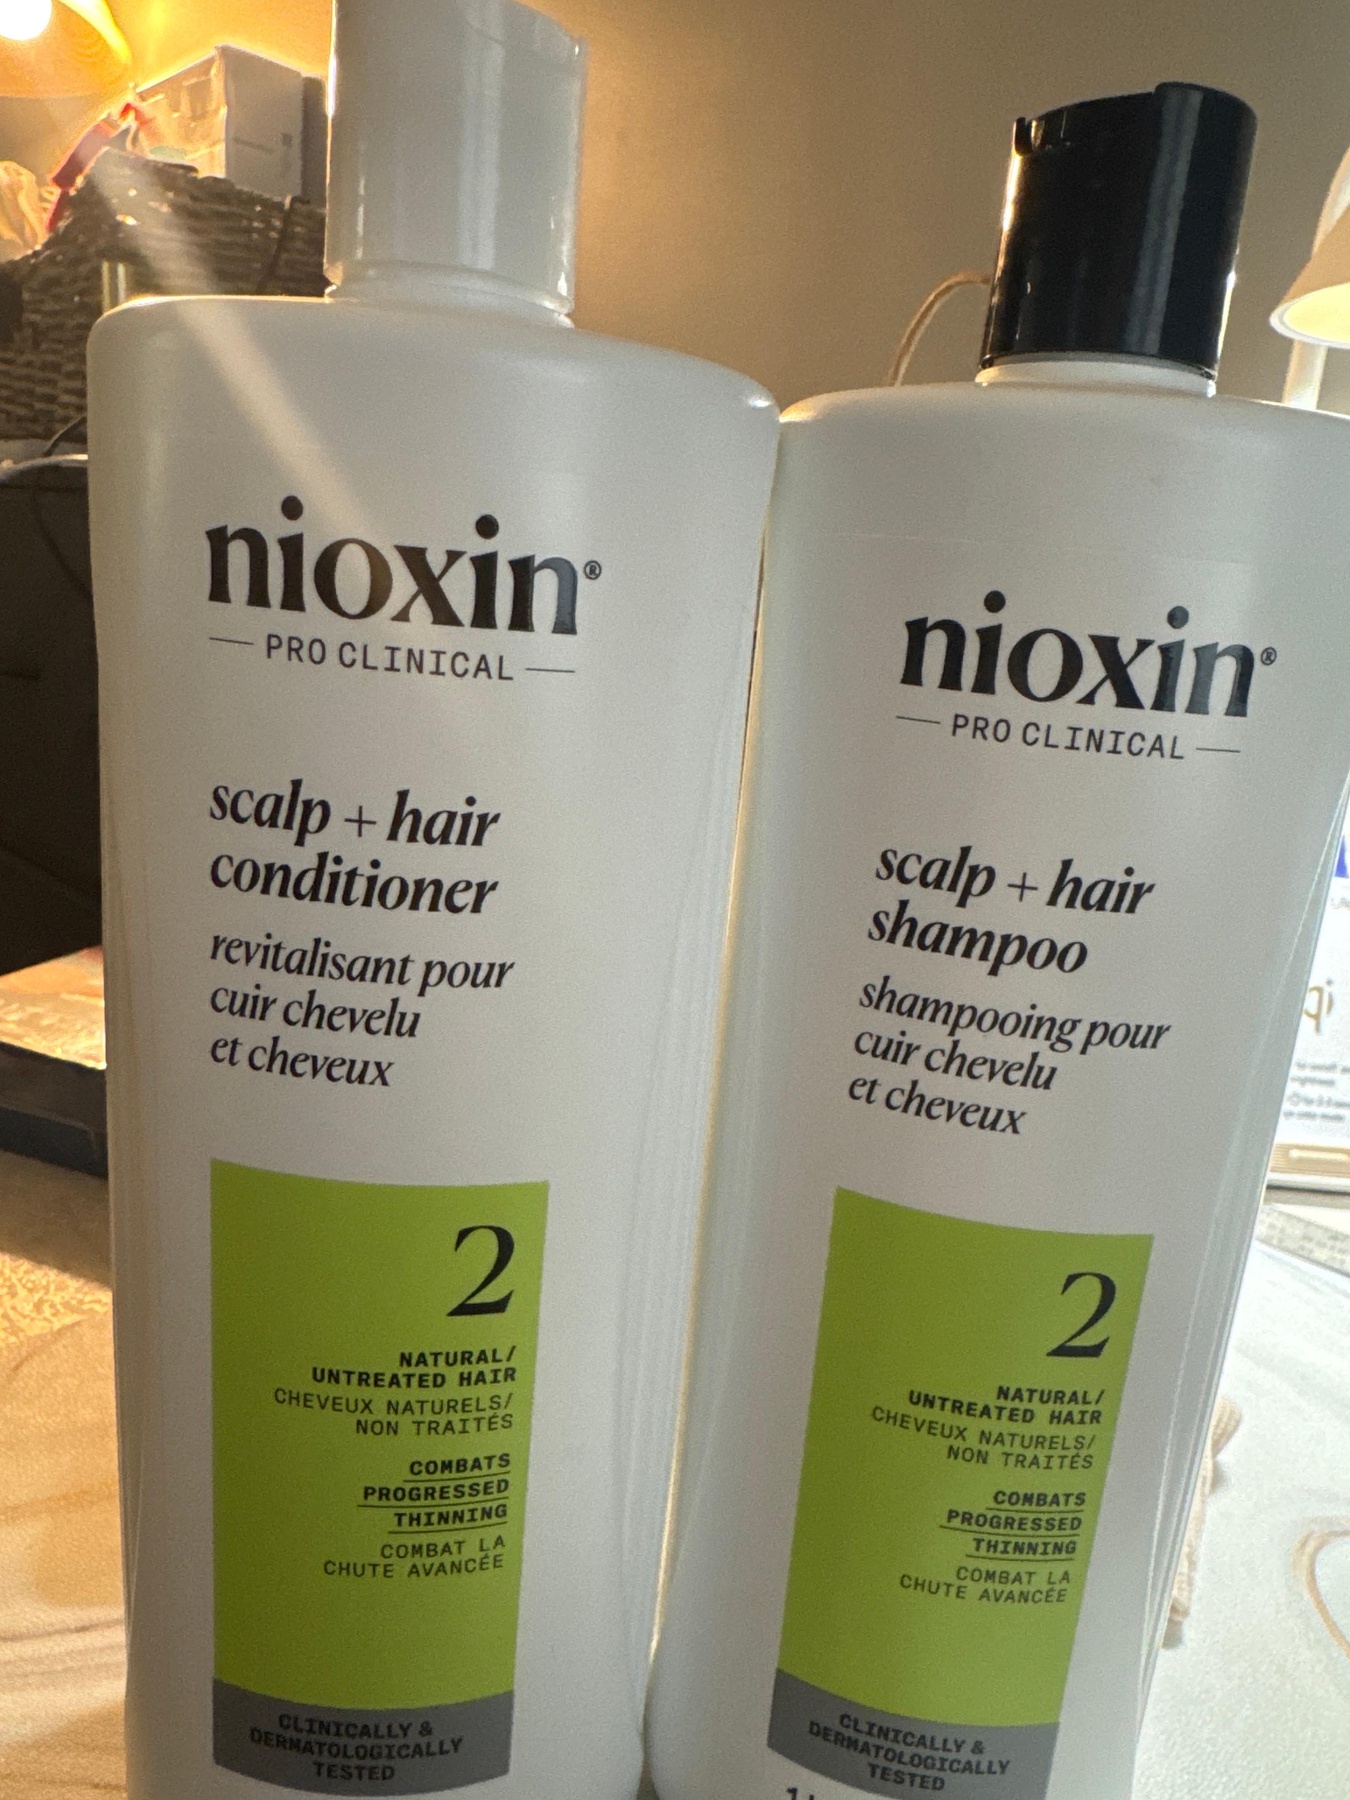 nioxin®
PRO CLINICAL
scalp + hair
conditioner
revitalisant pour
cuir chevelu
et cheveux
2
NATURAL/
UNTREATED HAIR
CHEVEUX NATURELS/
NON TRAITÉS
COMBATS
PROGRESSED
THINNING
COMBAT LA
CHUTE AVANCÉE
CLINICALLY &
DERMATOLOGICALLY
TESTED
nioxin®
PRO CLINICAL
scalp + hair
shampoo
shampooing pour
cuir chevelu
et cheveux
2
NATURAL/
UNTREATED HAIR
CHEVEUX NATURELS/
NON TRAITÉS
COMBATS
PROGRESSED
THINNING
COMBAT LA
CHUTE AVANCÉE
CLINICALLY &
DERMATOLOGICALLY
TESTED